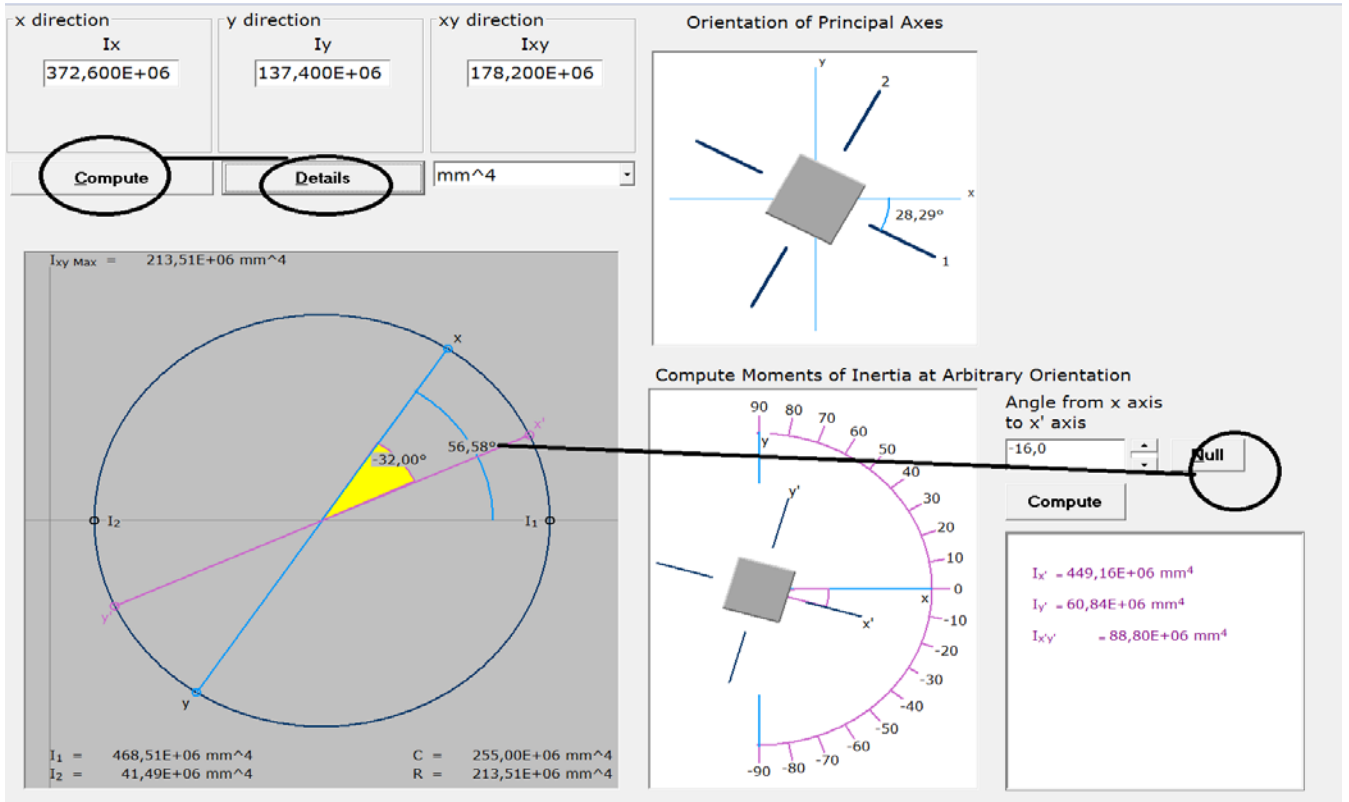 x direction
Ix
372,600E+06
y direction
Iy
137,400E+06
xy direction
Ixy
178,200E+06
Compute
Details
mm^4
Orientation of Principal Axes
y
2
x
28,29°
1
Ixy Max = 213,51E+06 mm^4
x
x'
56,58°
-32,00°
I2
I1
y'
y
I1 = 468,51E+06 mm^4
C = 255,00E+06 mm^4
I2 = 41,49E+06 mm^4
R = 213,51E+06 mm^4
Compute Moments of Inertia at Arbitrary Orientation
90
80
70
60
50
40
30
20
10
0
-10
-20
-30
-40
-50
-60
-70
-80
-90
y
y'
x
x'
Angle from x axis
to x' axis
-16,0
Null
Compute
Ix' = 449,16E+06 mm4
Iy' = 60,84E+06 mm4
Ix'y' = 88,80E+06 mm4